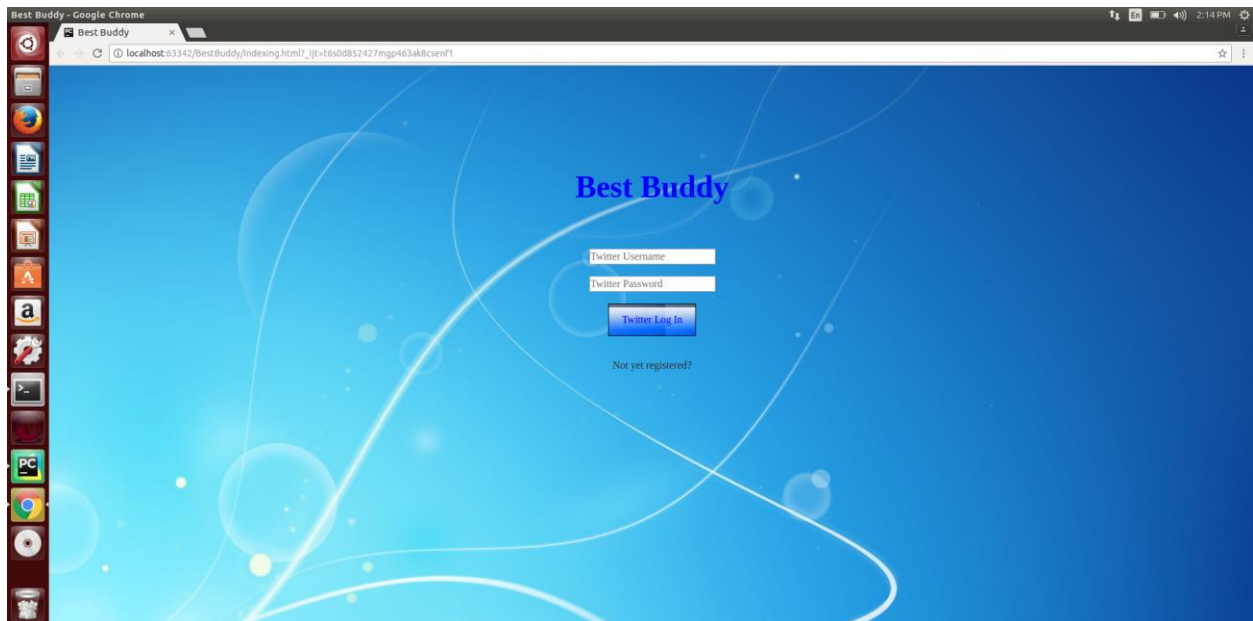 Best Buddy - Google Chrome
En 2:14 PM
Best Buddy
localhost:63342/BestBuddy/Indexing.html?_ijt=t6s0d852427mgp463ak8csenf1
Best Buddy
Twitter Username
Twitter Password
Twitter Log In
Not yet registered?
a
PC